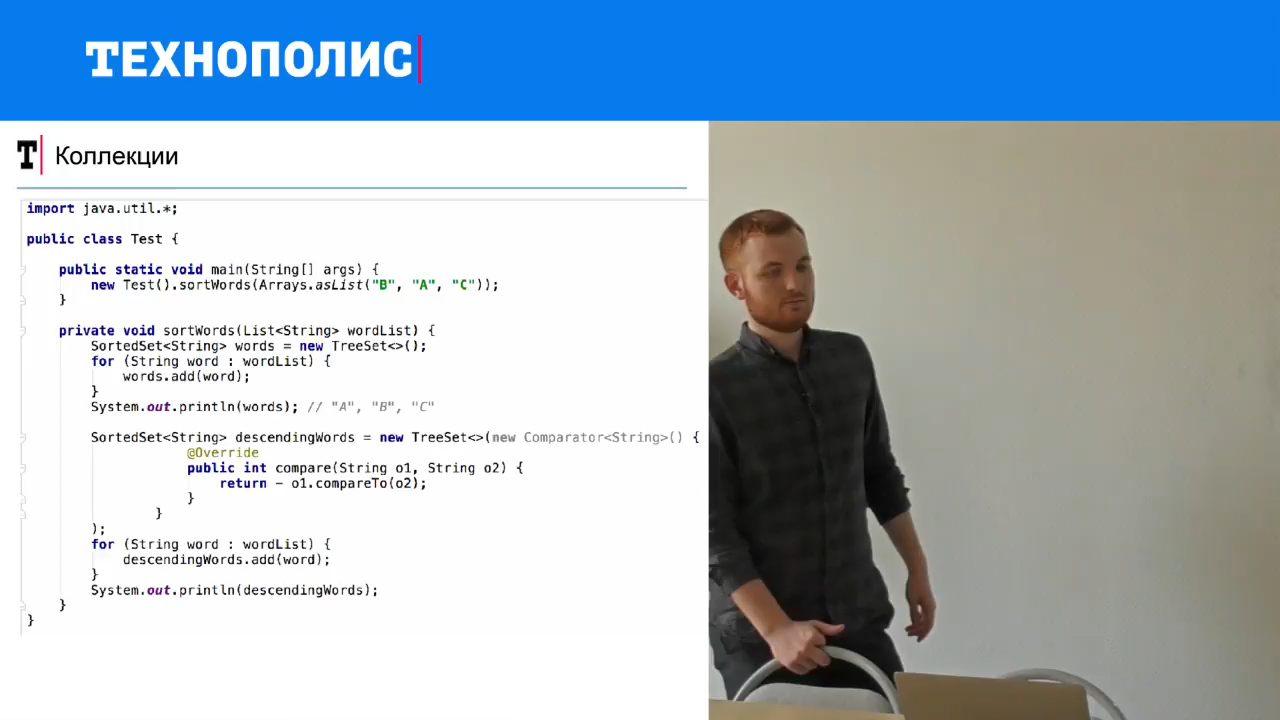 ТЕХНОПОЛИС
T Коллекции
import java.util.*;
public class Test {
public static void main(String[] args) {
new Test().sortWords(Arrays.asList("B", "A", "C"));
}
private void sortWords(List<String> wordList) {
SortedSet<String> words = new TreeSet<>();
for (String word : wordList) {
words.add(word);
}
System.out.println(words); // "A", "B", "C"
SortedSet<String> descendingWords = new TreeSet<>(new Comparator<String>() {
@Override
public int compare(String o1, String o2) {
return - o1.compareTo(o2);
}
}
);
for (String word : wordList) {
descendingWords.add(word);
}
System.out.println(descendingWords);
}
}